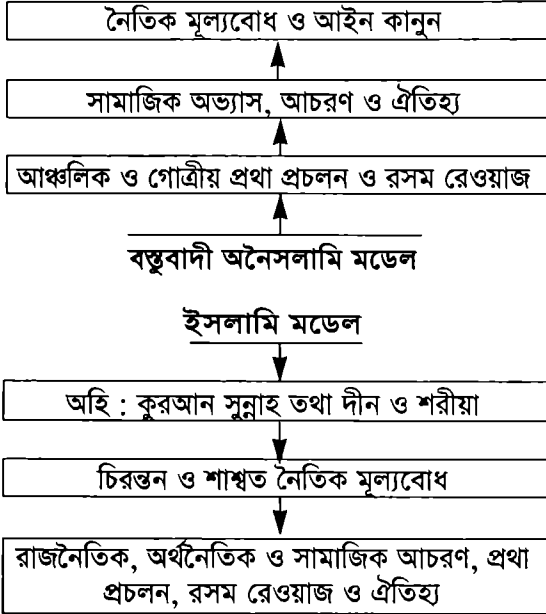 নৈতিক মূল্যবোধ ও আইন কানুন
সামাজিক অভ্যাস, আচরণ ও ঐতিহ্য
আঞ্চলিক ও গোত্রীয় প্রথা প্রচলন ও রসম রেওয়াজ
বস্তুবাদী অনৈসলামি মডেল
ইসলামি মডেল
অহি : কুরআন সুন্নাহ তথা দীন ও শরীয়া
চিরন্তন ও শাশ্বত নৈতিক মূল্যবোধ
রাজনৈতিক, অর্থনৈতিক ও সামাজিক আচরণ, প্রথা
প্রচলন, রসম রেওয়াজ ও ঐতিহ্য